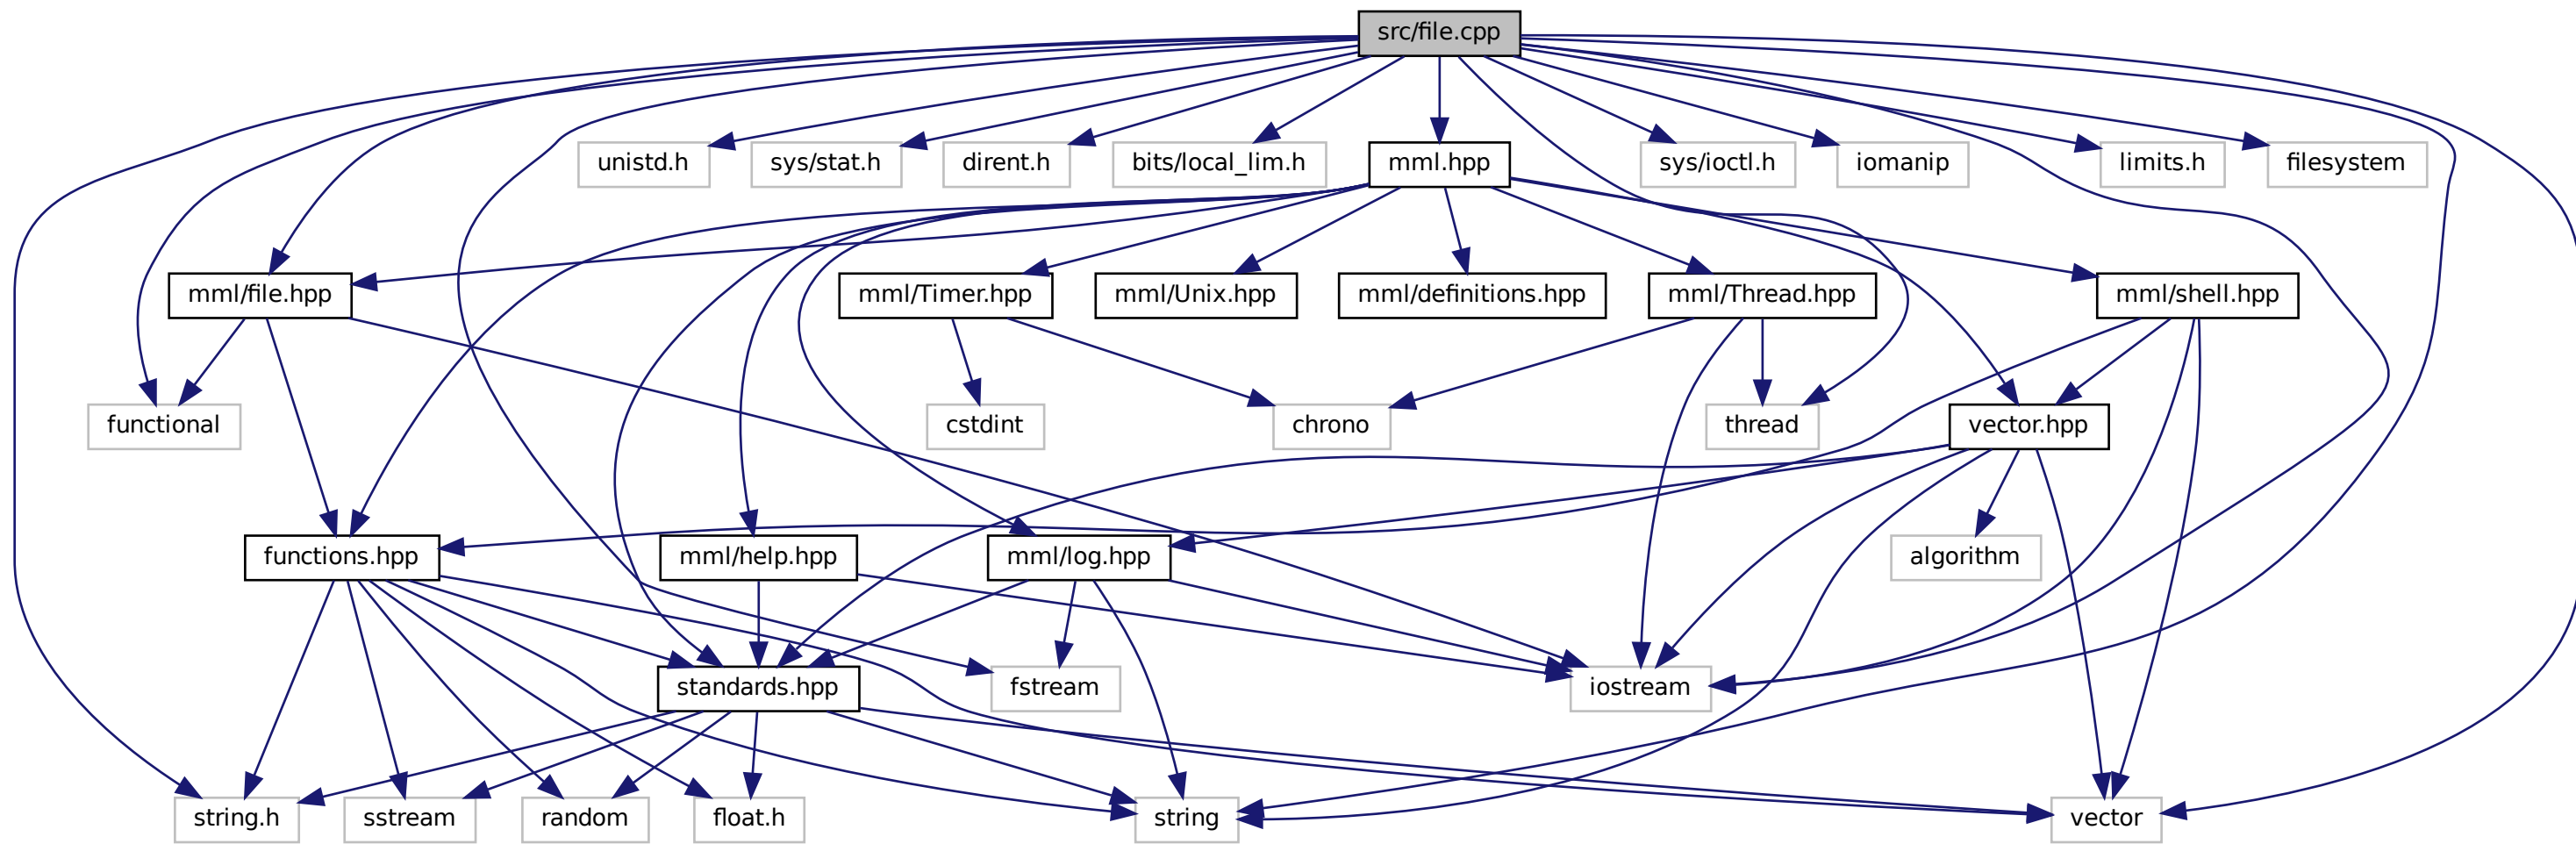 src/file.cpp
unistd.h
sys/stat.h
dirent.h
bits/local_lim.h
mml.hpp
sys/ioctl.h
iomanip
limits.h
filesystem
mml/file.hpp
mml/Timer.hpp
mml/Unix.hpp
mml/definitions.hpp
mml/Thread.hpp
mml/shell.hpp
functional
cstdint
chrono
thread
vector.hpp
functions.hpp
mml/help.hpp
mml/log.hpp
algorithm
standards.hpp
fstream
iostream
string.h
sstream
random
float.h
string
vector